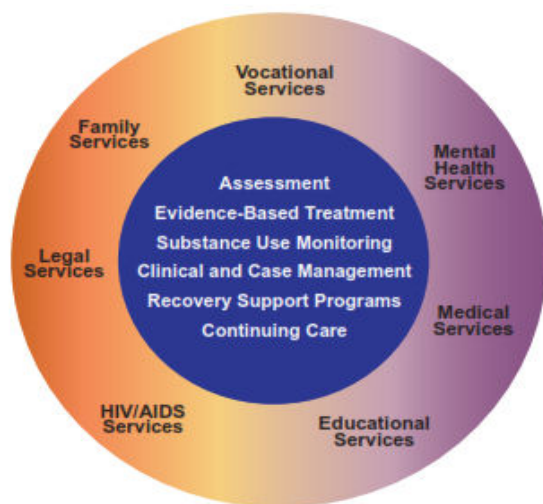 Vocational
Services
Family
Services
Mental
Health
Services
Assessment
Evidence-Based Treatment
Substance Use Monitoring
Clinical and Case Management
Recovery Support Programs
Continuing Care
Legal
Services
Medical
Services
HIV/AIDS
Services
Educational
Services